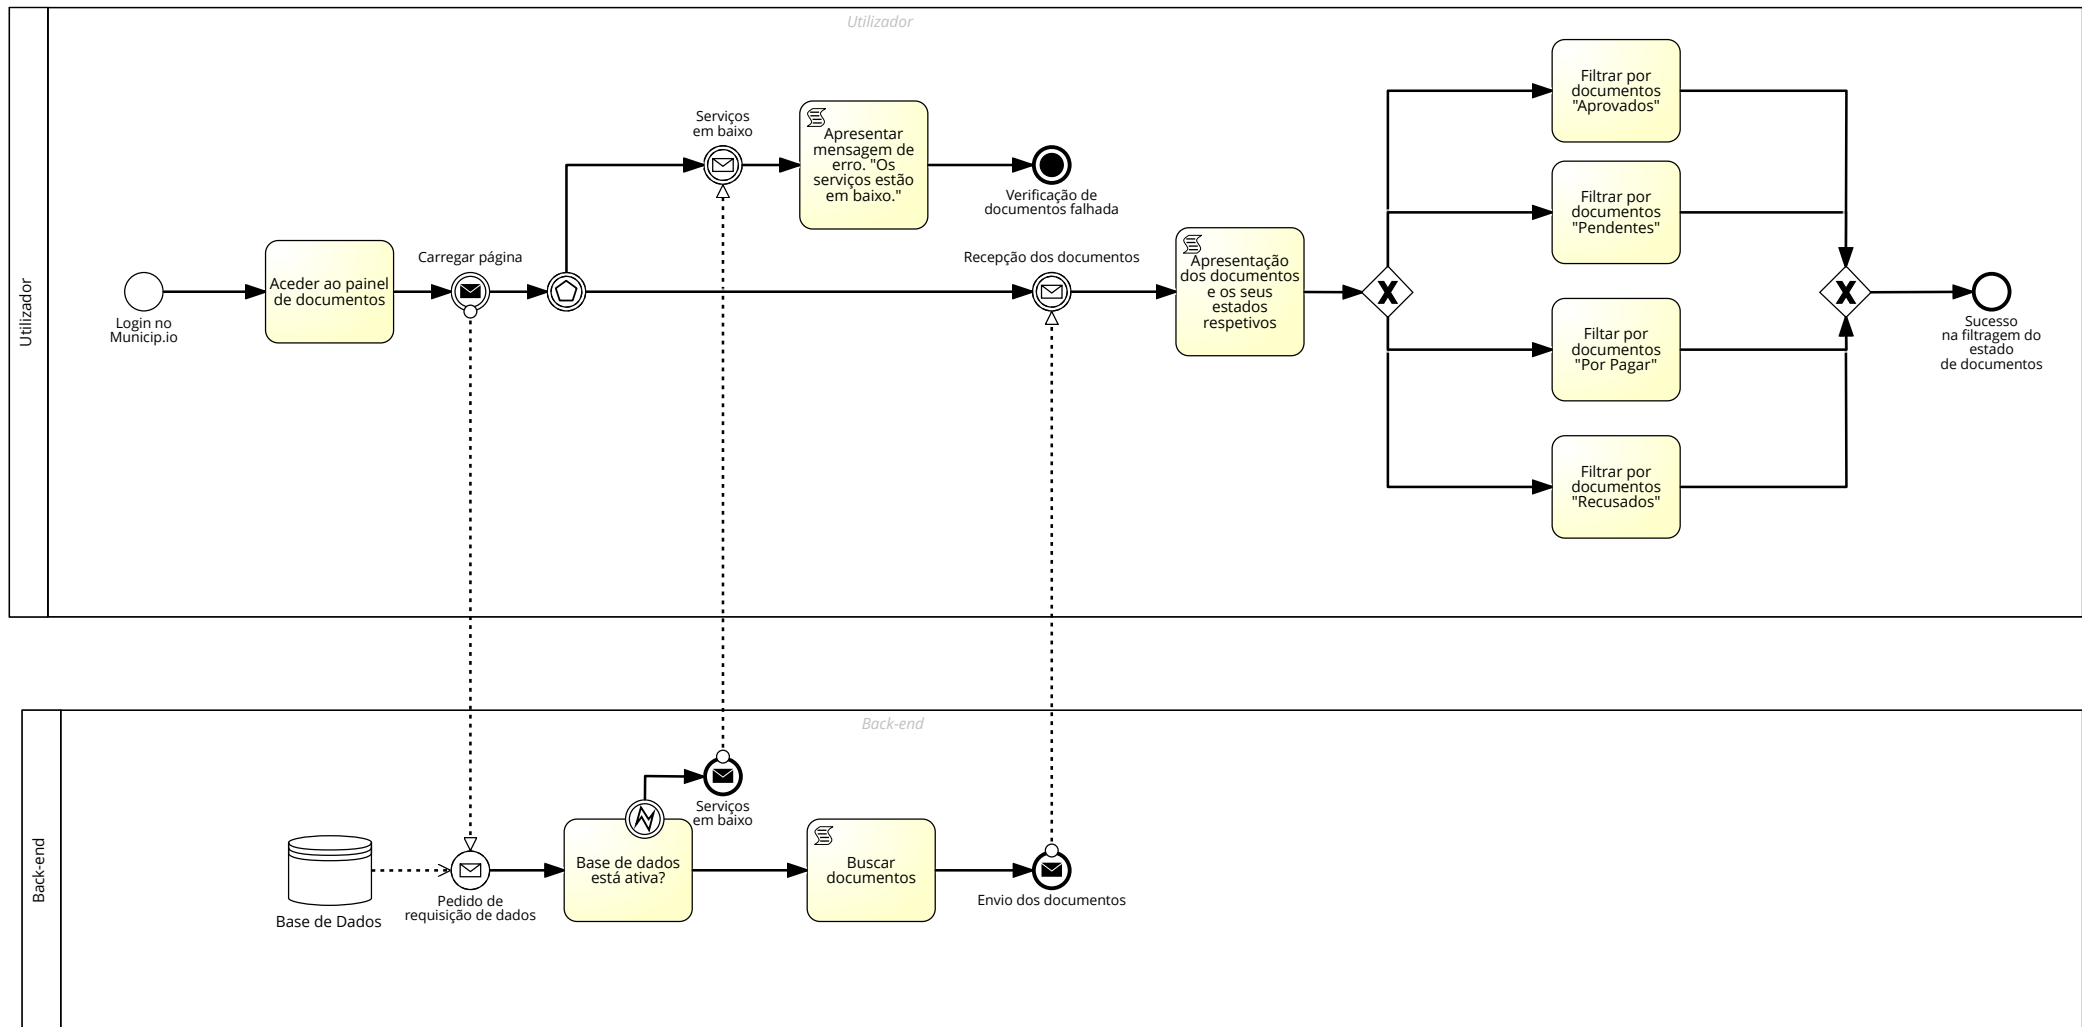 Utilizador
Utilizador
Login no
Municip.io
Aceder ao painel
de documentos
Carregar página
Serviços
em baixo
Apresentar
mensagem de
erro. "Os
serviços estão
em baixo."
Verificação de
documentos falhada
Recepção dos documentos
Apresentação
dos documentos
e os seus
estados
respetivos
Filtrar por
documentos
"Aprovados"
Filtrar por
documentos
"Pendentes"
Filtar por
documentos
"Por Pagar"
Filtrar por
documentos
"Recusados"
Sucesso
na filtragem do
estado
de documentos
Back-end
Back-end
Base de Dados
Pedido de
requisição de dados
Base de dados
está ativa?
Serviços
em baixo
Buscar
documentos
Envio dos documentos